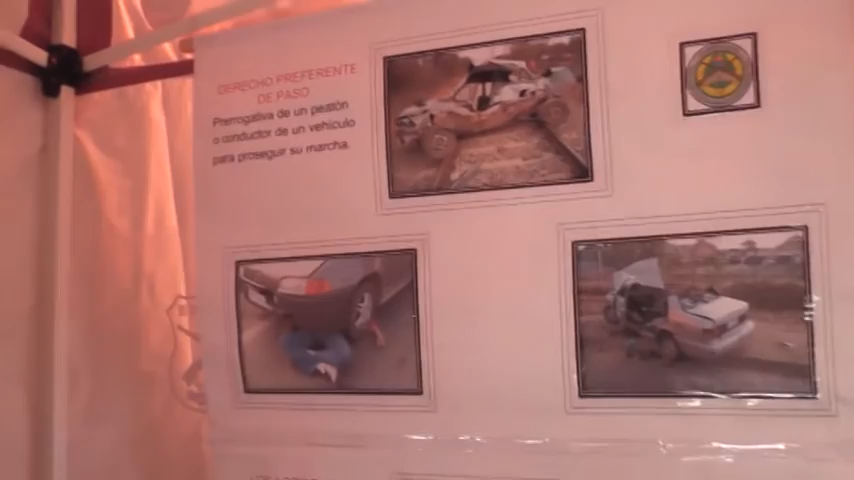 DERECHO PREFERENTE
DE PASO
Prerrogativa de un peatón
o conductor de un vehículo
para proseguir su marcha.